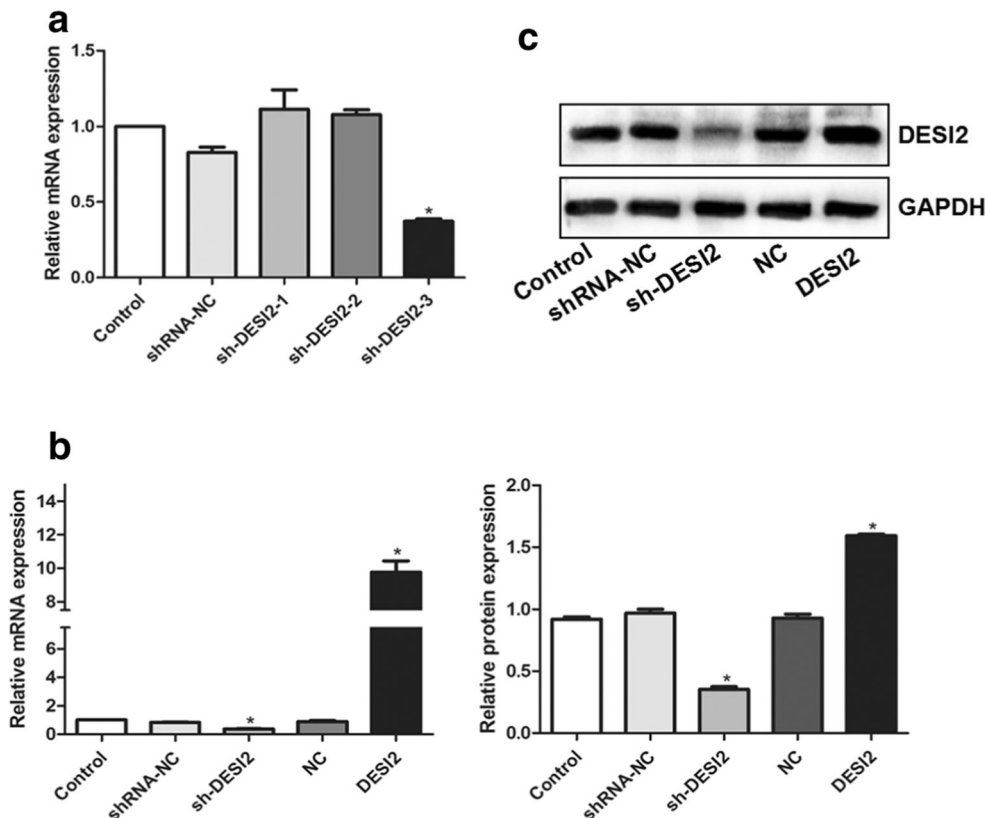 a
Relative mRNA expression
1.5
1.0
0.5
0.0
*
Control
shRNA-NC
sh-DESI2-1
sh-DESI2-2
sh-DESI2-3
c
DESI2
GAPDH
Control
shRNA-NC
sh-DESI2
NC
DESI2
b
Relative mRNA expression
14
12
10
8
6
4
2
0
*
*
Control
shRNA-NC
sh-DESI2
NC
DESI2
Relative protein expression
2.0
1.5
1.0
0.5
0.0
*
*
Control
shRNA-NC
sh-DESI2
NC
DESI2